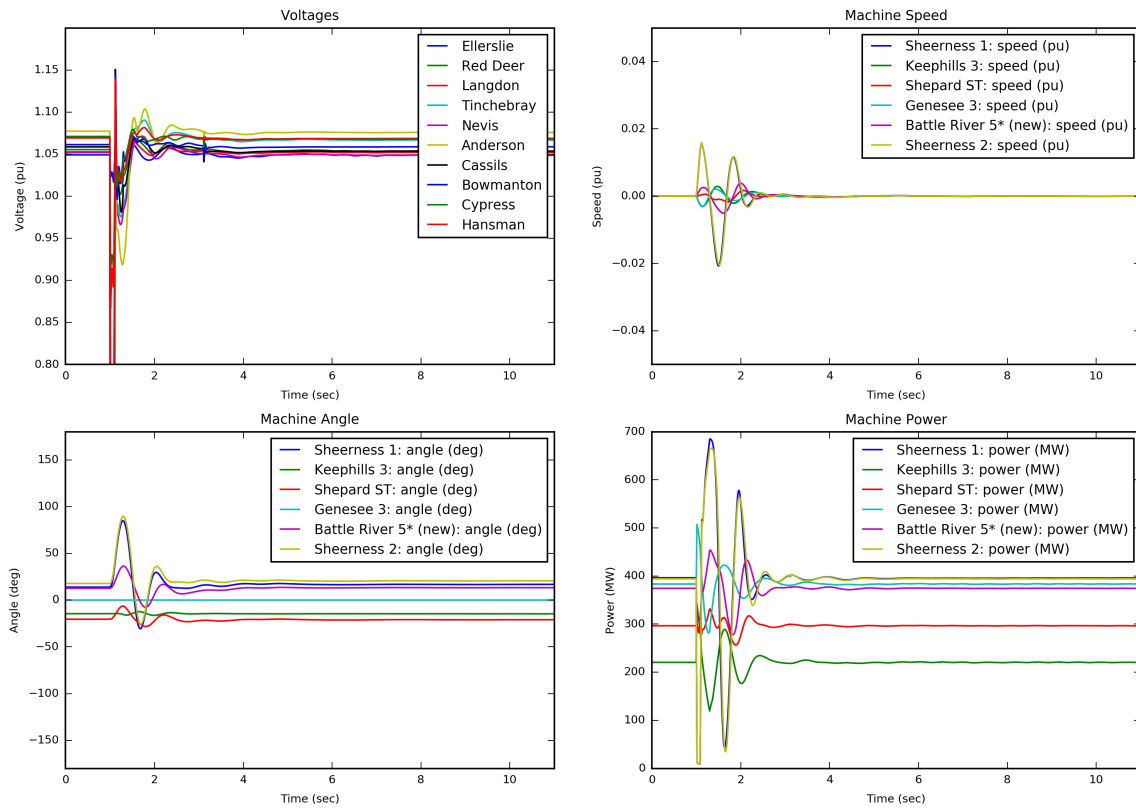 Voltages
Voltage (pu)
1.15
1.10
1.05
1.00
0.95
0.90
0.85
0.80
0 2 4 6 8 10
Time (sec)
Ellerslie
Red Deer
Langdon
Tinchebray
Nevis
Anderson
Cassils
Bowmanton
Cypress
Hansman
Machine Speed
Speed (pu)
0.04
0.02
0.00
−0.02
−0.04
0 2 4 6 8 10
Time (sec)
Sheerness 1: speed (pu)
Keephills 3: speed (pu)
Shepard ST: speed (pu)
Genesee 3: speed (pu)
Battle River 5* (new): speed (pu)
Sheerness 2: speed (pu)
Machine Angle
Angle (deg)
150
100
50
0
−50
−100
−150
0 2 4 6 8 10
Time (sec)
Sheerness 1: angle (deg)
Keephills 3: angle (deg)
Shepard ST: angle (deg)
Genesee 3: angle (deg)
Battle River 5* (new): angle (deg)
Sheerness 2: angle (deg)
Machine Power
Power (MW)
700
600
500
400
300
200
100
0
0 2 4 6 8 10
Time (sec)
Sheerness 1: power (MW)
Keephills 3: power (MW)
Shepard ST: power (MW)
Genesee 3: power (MW)
Battle River 5* (new): power (MW)
Sheerness 2: power (MW)